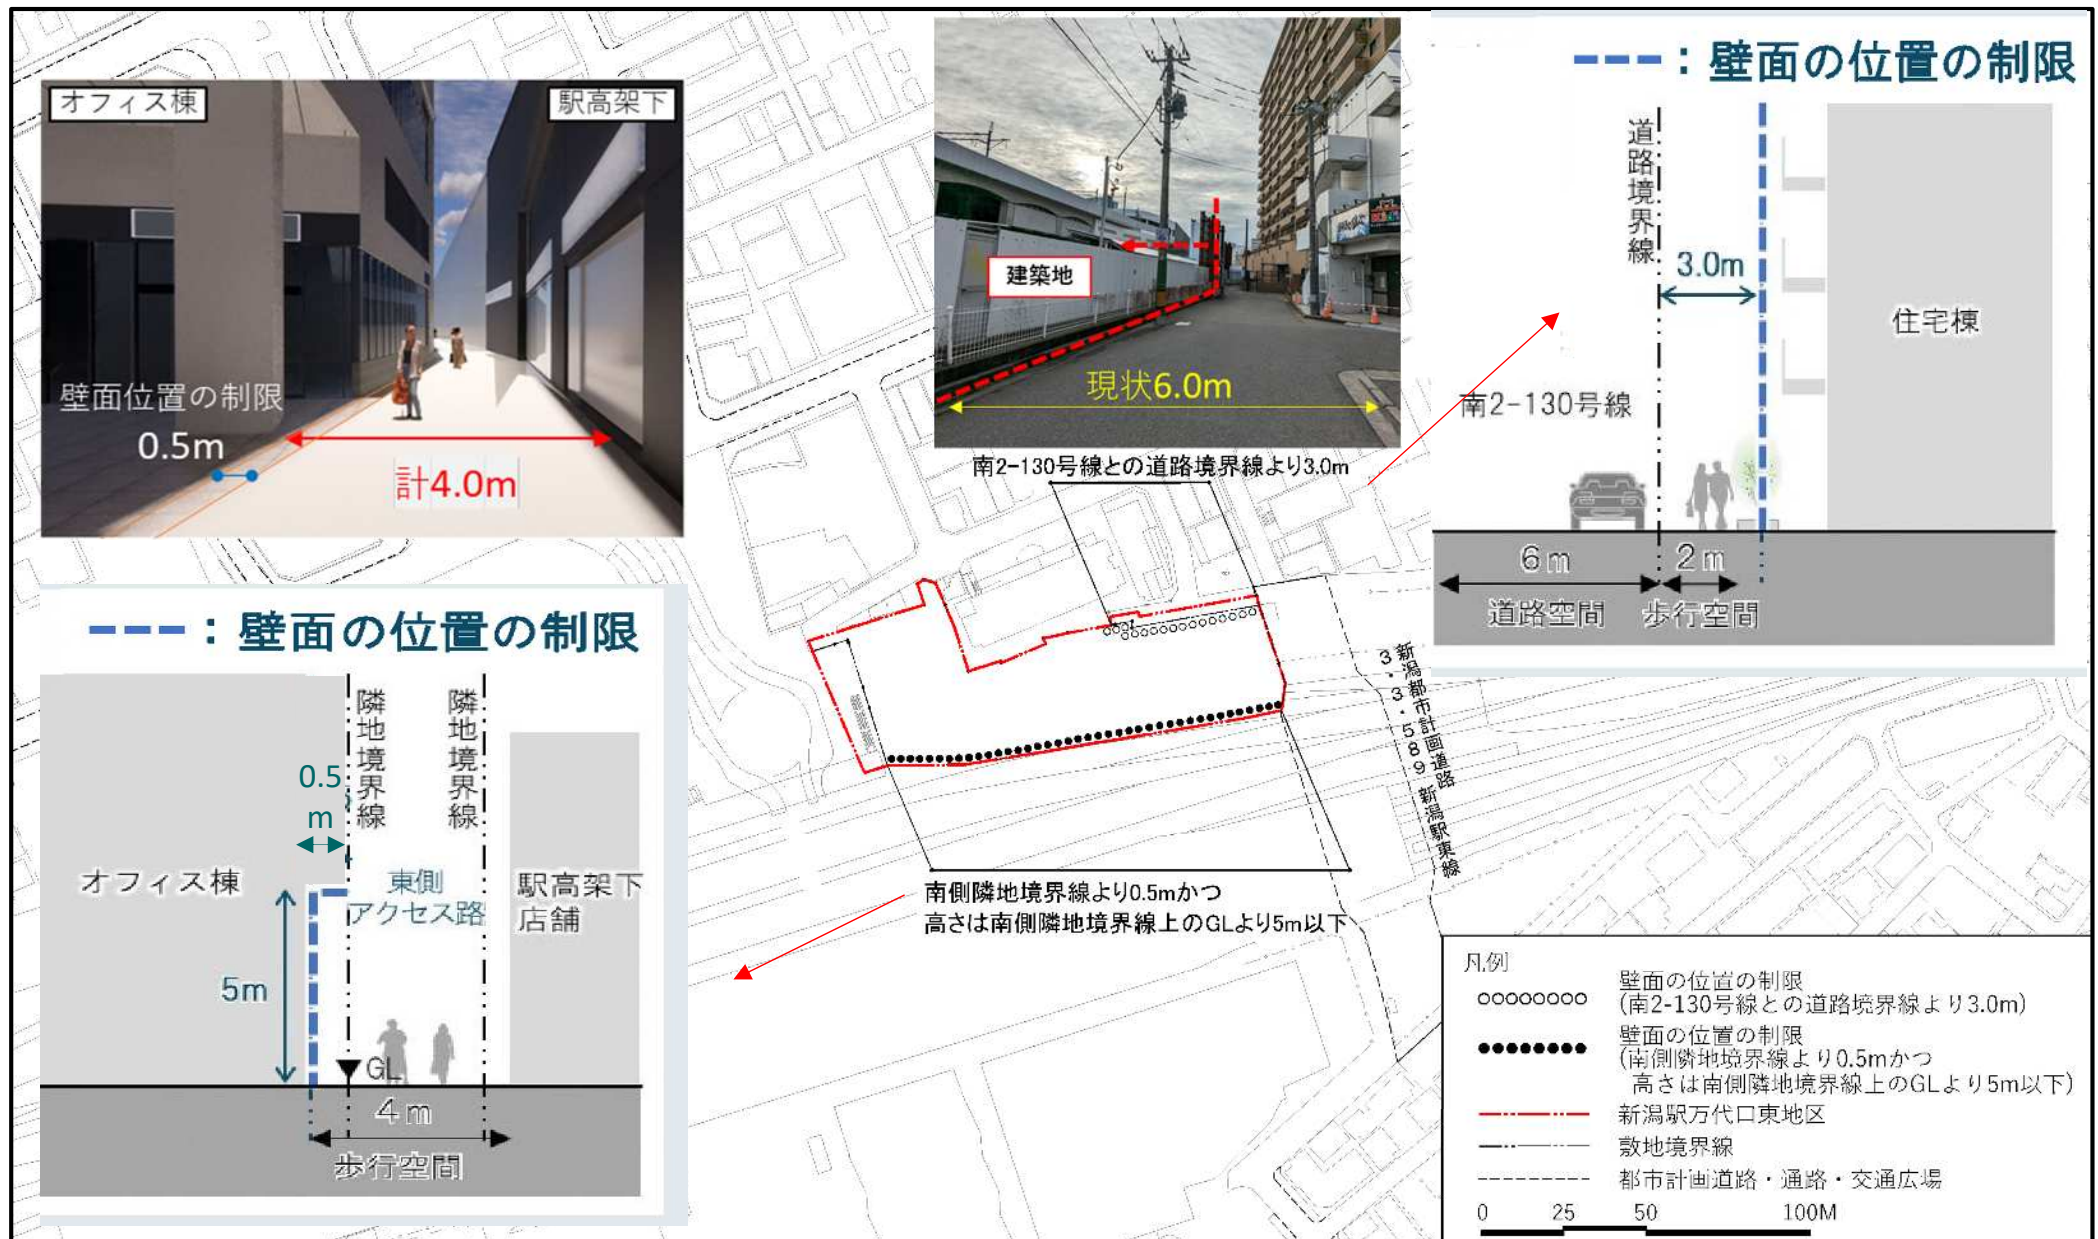 オフィス棟
駅高架下
壁面位置の制限
0.5m
計4.0m
建築地
現状6.0m
南2-130号線との道路境界線より3.0m
---：壁面の位置の制限
道路境界線
3.0m
住宅棟
南2-130号線
6m
2m
道路空間
歩行空間
---：壁面の位置の制限
隣地境界線
隣地境界線
0.5
m
オフィス棟
東側
アクセス路
駅高架下
店舗
5m
GL
4m
歩行空間
新潟都市計画道路
3・3・589 新潟駅東線
南側隣地境界線より0.5mかつ
高さは南側隣地境界線上のGLより5m以下
凡例
壁面の位置の制限
(南2-130号線との道路境界線より3.0m)
壁面の位置の制限
(南側隣地境界線より0.5mかつ
高さは南側隣地境界線上のGLより5m以下)
新潟駅万代口東地区
敷地境界線
都市計画道路・通路・交通広場
0 25 50 100M